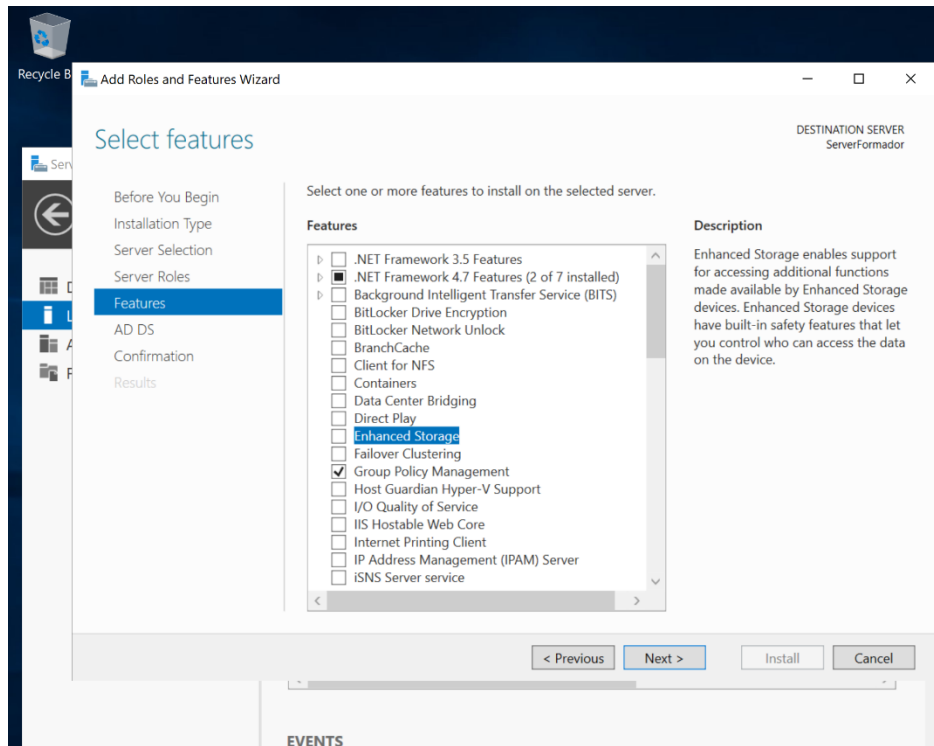 Recycle B
Add Roles and Features Wizard
Select features
DESTINATION SERVER
ServerFormador
Serv
Before You Begin
Installation Type
Server Selection
Server Roles
Features
AD DS
Confirmation
Results
Select one or more features to install on the selected server.
Features
.NET Framework 3.5 Features
.NET Framework 4.7 Features (2 of 7 installed)
Background Intelligent Transfer Service (BITS)
BitLocker Drive Encryption
BitLocker Network Unlock
BranchCache
Client for NFS
Containers
Data Center Bridging
Direct Play
Enhanced Storage
Failover Clustering
Group Policy Management
Host Guardian Hyper-V Support
I/O Quality of Service
IIS Hostable Web Core
Internet Printing Client
IP Address Management (IPAM) Server
iSNS Server service
Description
Enhanced Storage enables support
for accessing additional functions
made available by Enhanced Storage
devices. Enhanced Storage devices
have built-in safety features that let
you control who can access the data
on the device.
< Previous
Next >
Install
Cancel
EVENTS